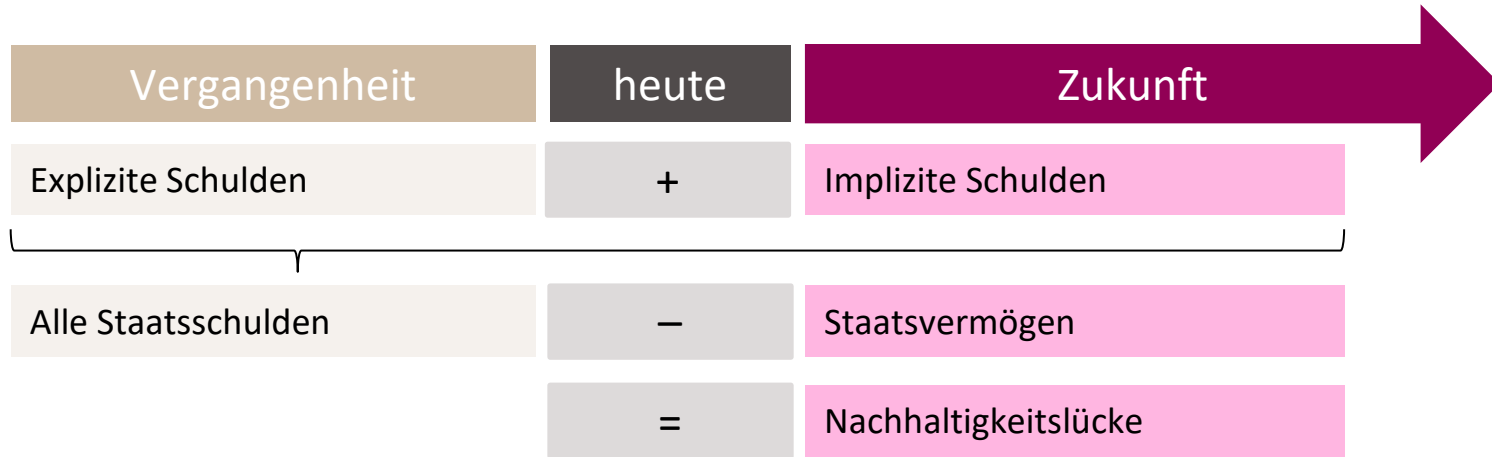 Vergangenheit heute Zukunft
Explizite Schulden + Implizite Schulden
Alle Staatsschulden – Staatsvermögen
= Nachhaltigkeitslücke